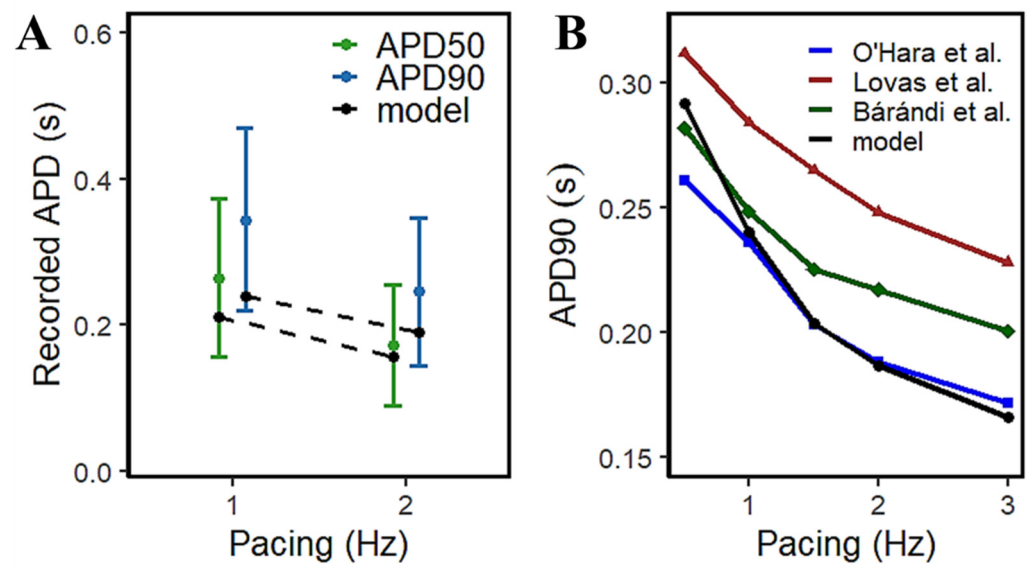 A
0.6
0.4
0.2
0.0
Recorded APD (s)
APD50
APD90
model
1
2
Pacing (Hz)
B
0.30
0.25
0.20
0.15
APD90 (s)
O'Hara et al.
Lovas et al.
Bárándi et al.
model
1
2
3
Pacing (Hz)